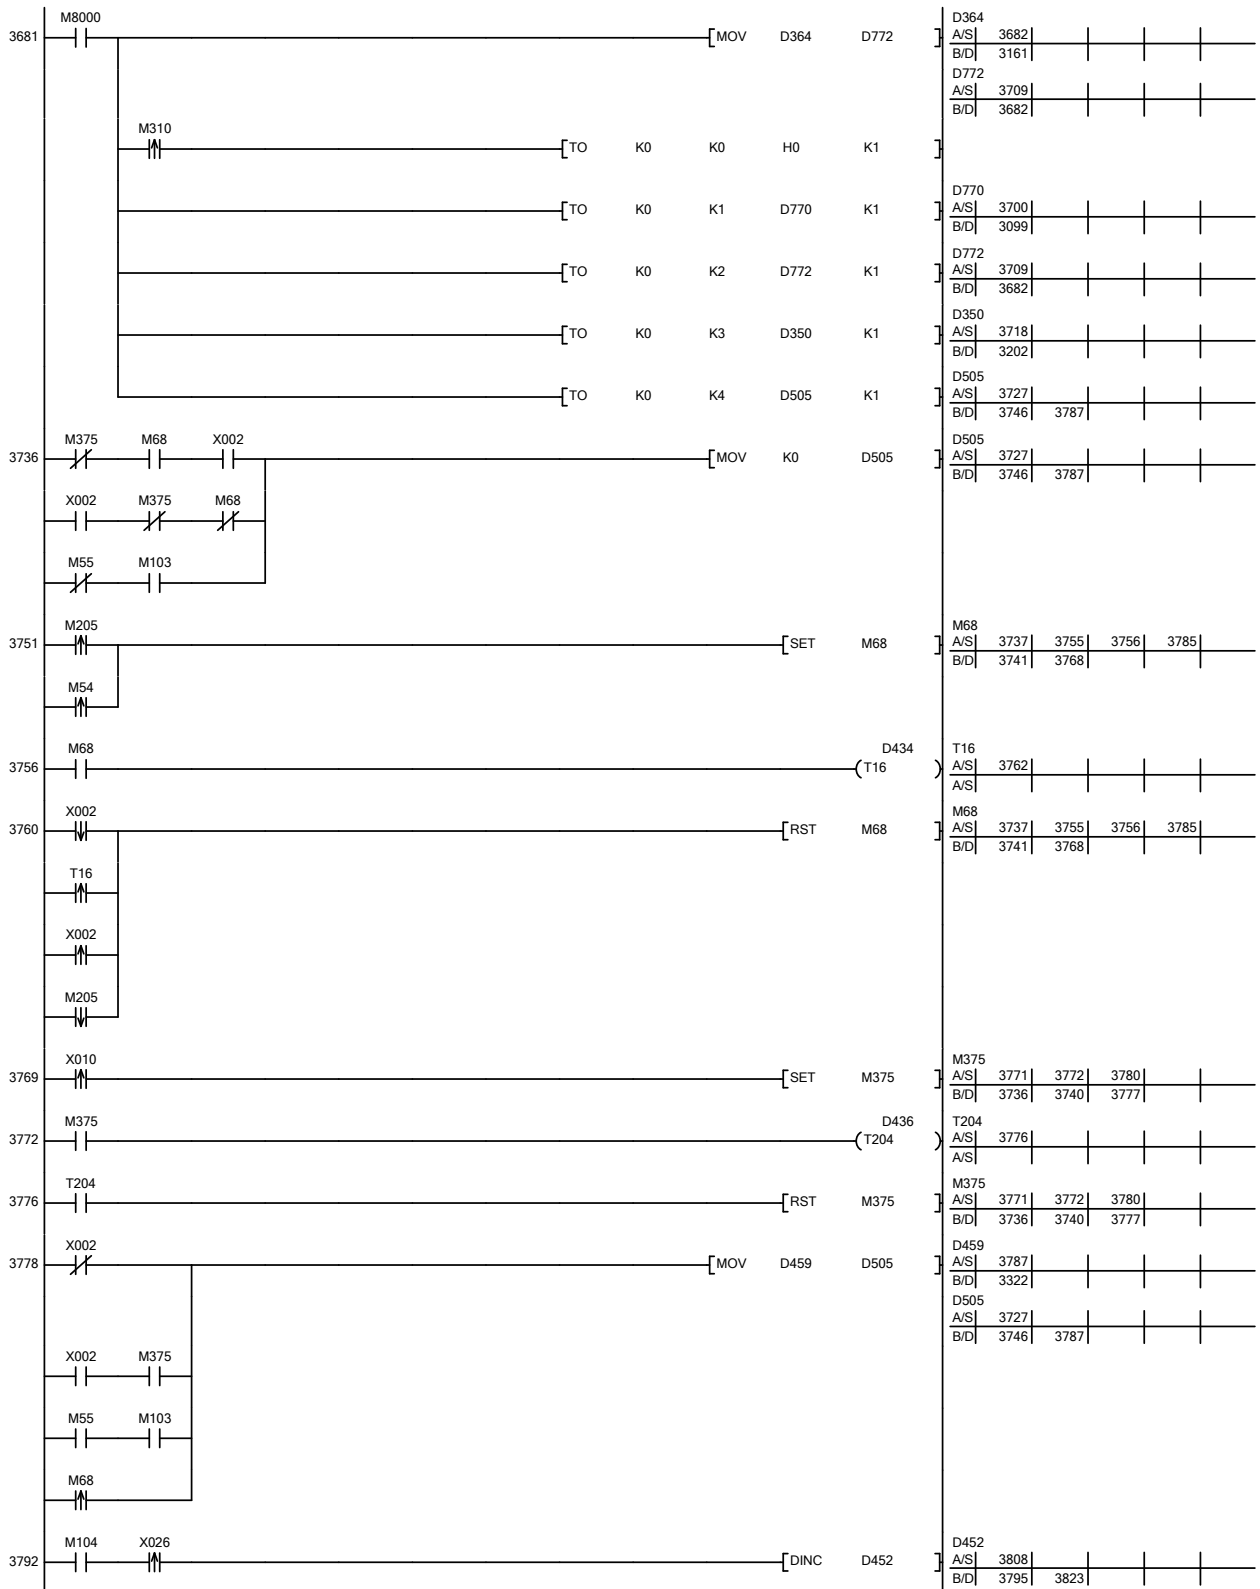 M8000 D364
3681 MOV D364 D772 A/S 3682
B/D 3161
D772
A/S 3709
M310 B/D 3682
TO K0 K0 H0 K1
D770
TO K0 K1 D770 K1 A/S 3700
B/D 3099
D772
TO K0 K2 D772 K1 A/S 3709
B/D 3682
D350
TO K0 K3 D350 K1 A/S 3718
B/D 3202
D505
TO K0 K4 D505 K1 A/S 3727
B/D 3746 3787
M375 M68 X002 D505
3736 MOV K0 D505 A/S 3727
B/D 3746 3787
X002 M375 M68
M55 M103
M205 M68
3751 SET M68 A/S 3737 3755 3756 3785
B/D 3741 3768
M54
M68 D434 T16
3756 T16 A/S 3762
A/S
X002 M68
3760 RST M68 A/S 3737 3755 3756 3785
B/D 3741 3768
T16
X002
M205
X010 M375
3769 SET M375 A/S 3771 3772 3780
B/D 3736 3740 3777
M375 D436 T204
3772 T204 A/S 3776
A/S
T204 M375
3776 RST M375 A/S 3771 3772 3780
B/D 3736 3740 3777
X002 D459
3778 MOV D459 D505 A/S 3787
B/D 3322
D505
A/S 3727
B/D 3746 3787
X002 M375
M55 M103
M68
M104 X026 D452
3792 DINC D452 A/S 3808
B/D 3795 3823